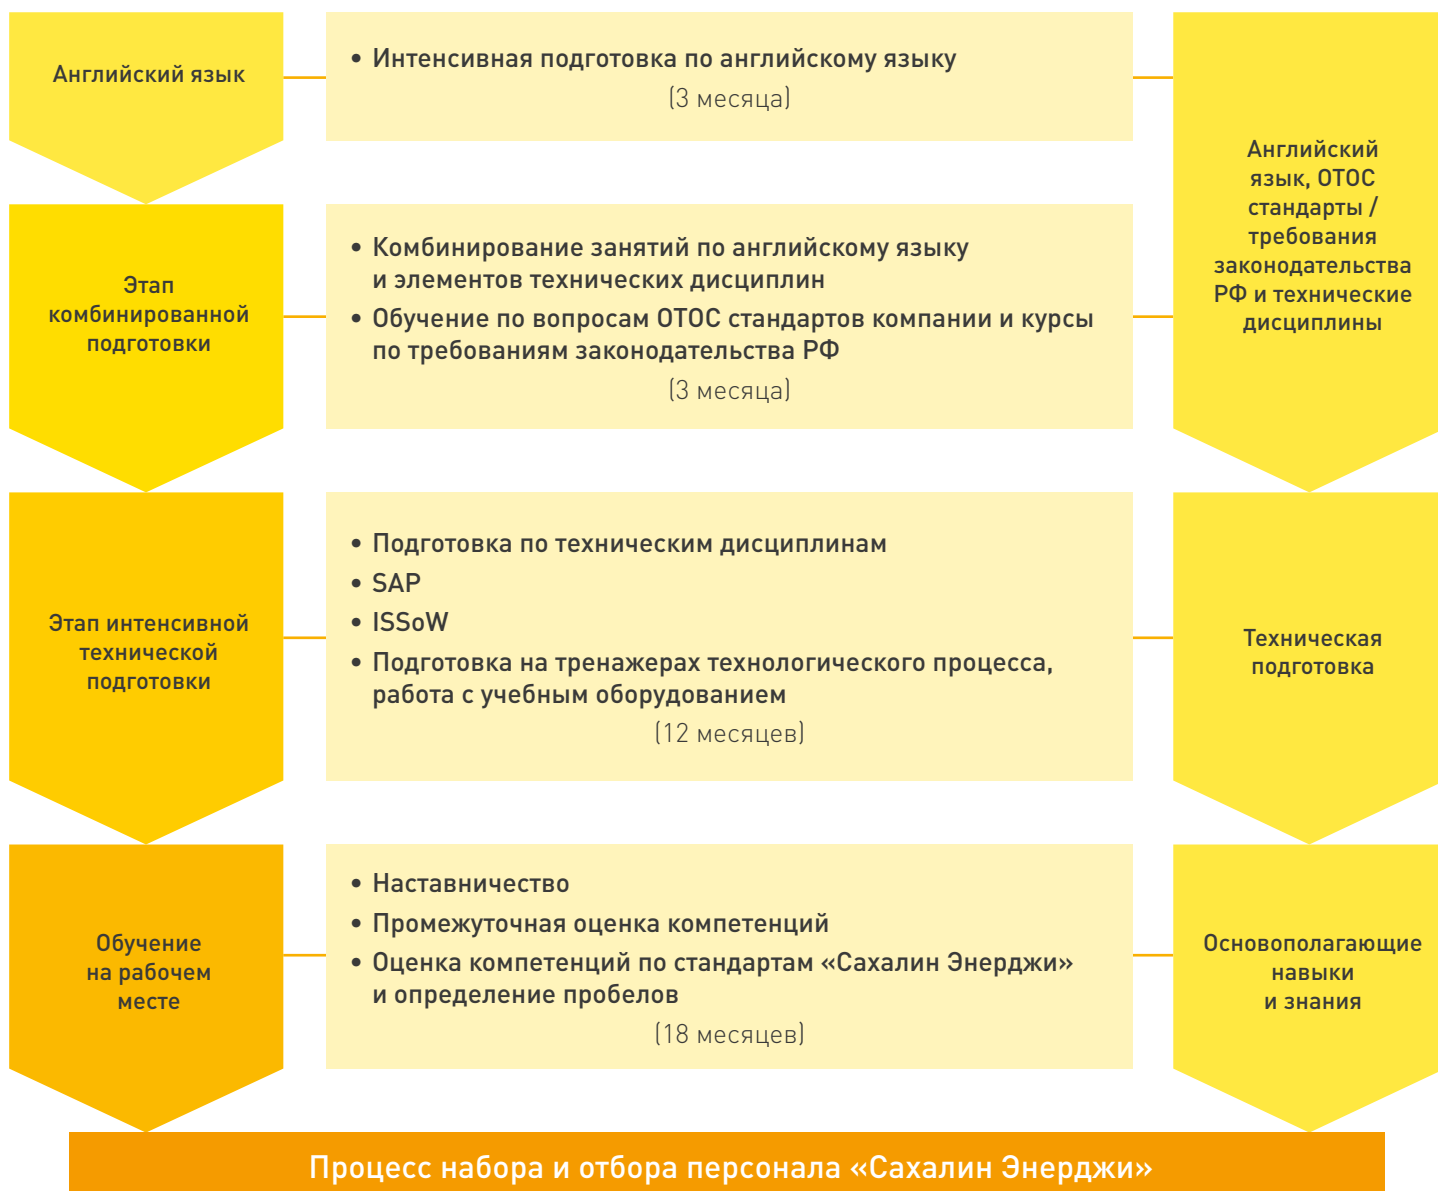 Английский язык
• Интенсивная подготовка по английскому языку
(3 месяца)
Английский
язык, ОТОС
стандарты /
требования
законодательства
РФ и технические
дисциплины
Этап
комбинированной
подготовки
• Комбинирование занятий по английскому языку
и элементов технических дисциплин
• Обучение по вопросам ОТОС стандартов компании и курсы
по требованиям законодательства РФ
(3 месяца)
Этап интенсивной
технической
подготовки
• Подготовка по техническим дисциплинам
• SAP
• ISSoW
• Подготовка на тренажерах технологического процесса,
работа с учебным оборудованием
(12 месяцев)
Техническая
подготовка
Обучение
на рабочем
месте
• Наставничество
• Промежуточная оценка компетенций
• Оценка компетенций по стандартам «Сахалин Энерджи»
и определение пробелов
(18 месяцев)
Основополагающие
навыки
и знания
Процесс набора и отбора персонала «Сахалин Энерджи»